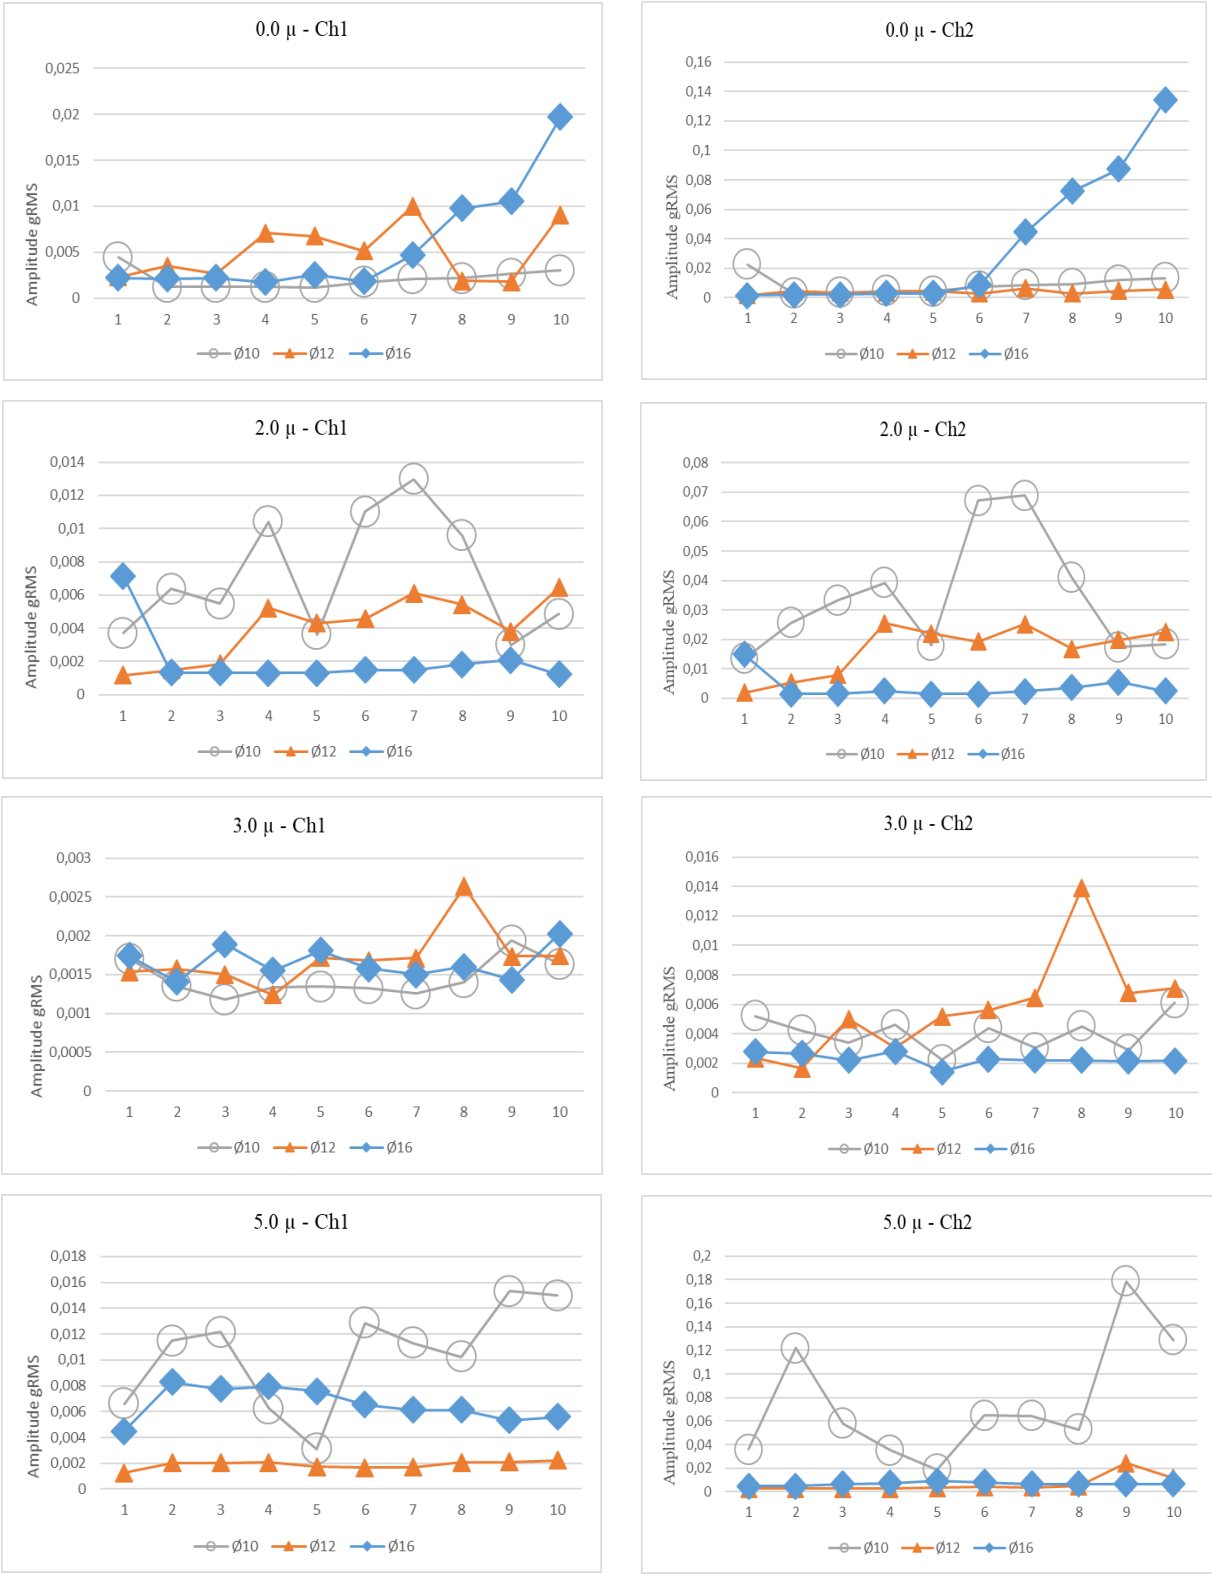 0.0 µ - Ch1
0,025
0,02
0,015
0,01
0,005
0
Amplitude gRMS
1 2 3 4 5 6 7 8 9 10
Ø10 Ø12 Ø16
0.0 µ - Ch2
0,16
0,14
0,12
0,1
0,08
0,06
0,04
0,02
0
Amplitude gRMS
1 2 3 4 5 6 7 8 9 10
Ø10 Ø12 Ø16
2.0 µ - Ch1
0,014
0,012
0,01
0,008
0,006
0,004
0,002
0
Amplitude gRMS
1 2 3 4 5 6 7 8 9 10
Ø10 Ø12 Ø16
2.0 µ - Ch2
0,08
0,07
0,06
0,05
0,04
0,03
0,02
0,01
0
Amplitude gRMS
1 2 3 4 5 6 7 8 9 10
Ø10 Ø12 Ø16
3.0 µ - Ch1
0,003
0,0025
0,002
0,0015
0,001
0,0005
0
Amplitude gRMS
1 2 3 4 5 6 7 8 9 10
Ø10 Ø12 Ø16
3.0 µ - Ch2
0,016
0,014
0,012
0,01
0,008
0,006
0,004
0,002
0
Amplitude gRMS
1 2 3 4 5 6 7 8 9 10
Ø10 Ø12 Ø16
5.0 µ - Ch1
0,018
0,016
0,014
0,012
0,01
0,008
0,006
0,004
0,002
0
Amplitude gRMS
1 2 3 4 5 6 7 8 9 10
Ø10 Ø12 Ø16
5.0 µ - Ch2
0,2
0,18
0,16
0,14
0,12
0,1
0,08
0,06
0,04
0,02
0
Amplitude gRMS
1 2 3 4 5 6 7 8 9 10
Ø10 Ø12 Ø16